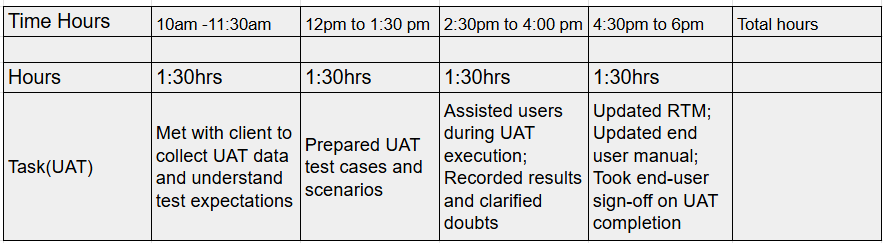 Time Hours 10am -11:30am 12pm to 1:30 pm 2:30pm to 4:00 pm 4:30pm to 6pm Total hours
Hours 1:30hrs 1:30hrs 1:30hrs 1:30hrs
Task(UAT)
Met with client to
collect UAT data
and understand
test expectations
Prepared UAT
test cases and
scenarios
Assisted users
during UAT
execution;
Recorded results
and clarified
doubts
Updated RTM;
Updated end
user manual;
Took end-user
sign-off on UAT
completion